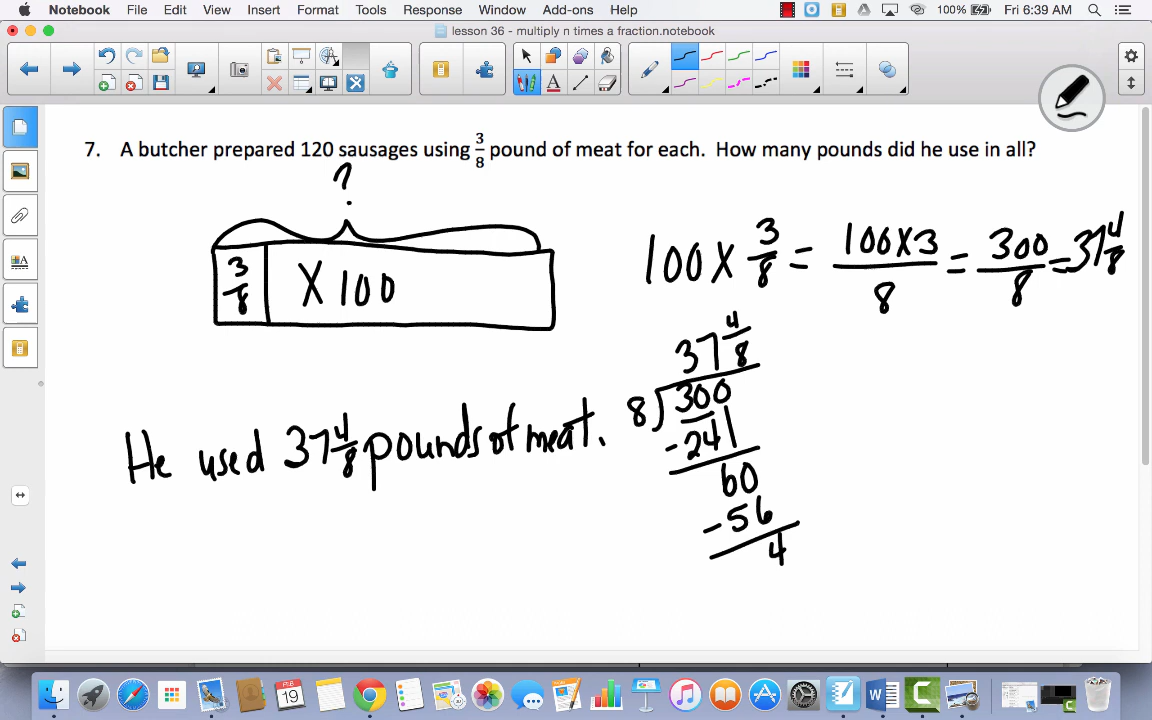 Notebook File Edit View Insert Format Tools Response Window Add-ons Help 100% Fri 6:39 AM
lesson 36 - multiply n times a fraction.notebook
7. A butcher prepared 120 sausages using 3/8 pound of meat for each. How many pounds did he use in all?
?
3/8 X 100
100 X 3/8 = 100X3/8 = 300/8 = 37 4/8
37 4/8
8 300
-24
60
-56
4
He used 37 4/8 pounds of meat.
FEB
19